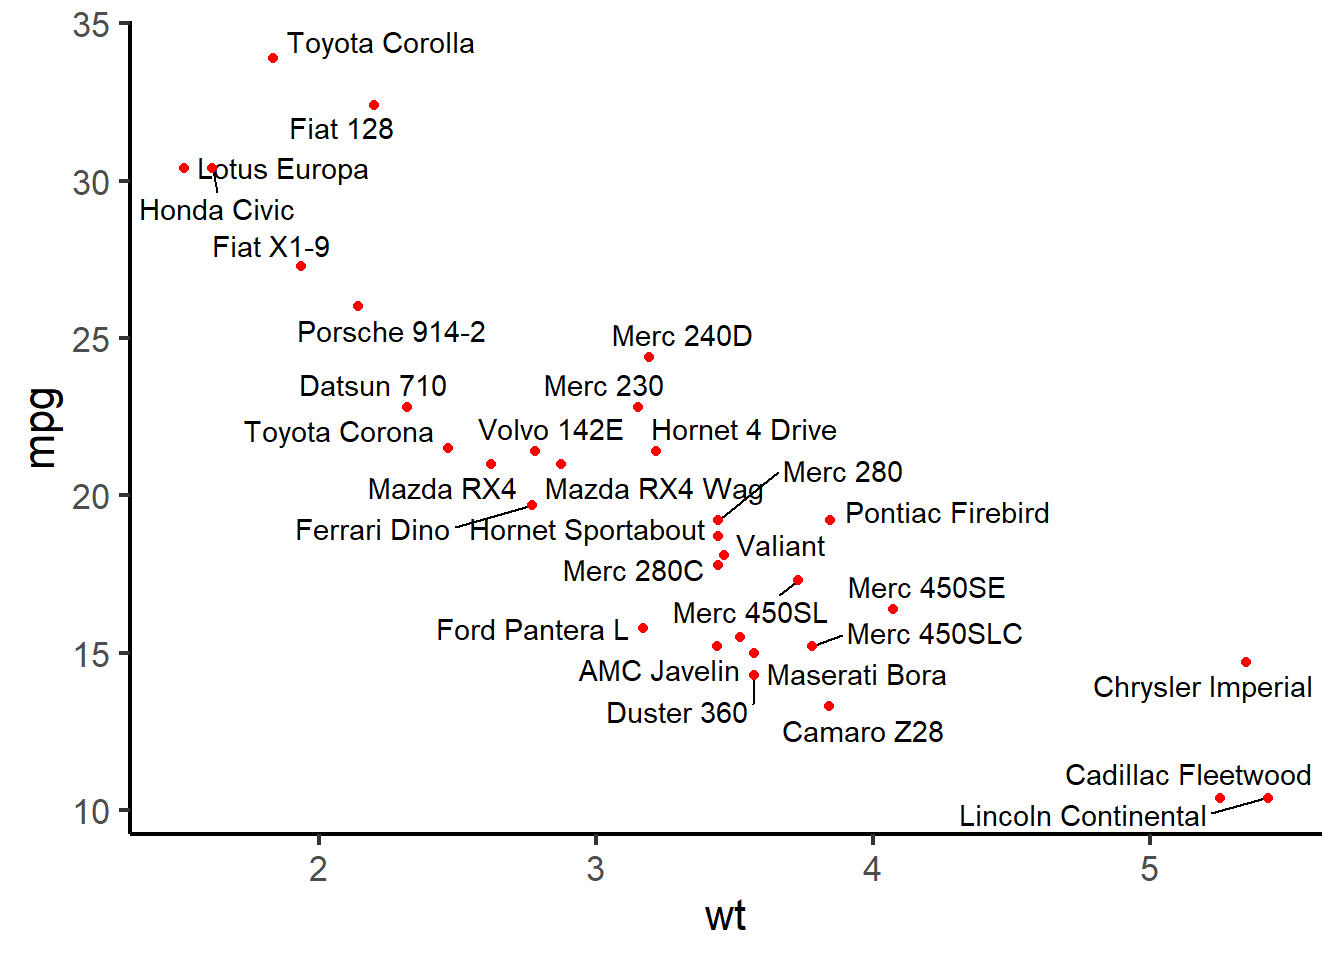 35
Toyota Corolla
Fiat 128
Lotus Europa
30
Honda Civic
Fiat X1-9
Porsche 914-2
25
Merc 240D
Datsun 710
Merc 230
Toyota Corona
Volvo 142E
Hornet 4 Drive
mpg
Merc 280
Mazda RX4
Mazda RX4 Wag
20
Pontiac Firebird
Ferrari Dino
Hornet Sportabout
Valiant
Merc 280C
Merc 450SE
Merc 450SL
Ford Pantera L
Merc 450SLC
15
AMC Javelin
Maserati Bora
Chrysler Imperial
Duster 360
Camaro Z28
Cadillac Fleetwood
10
Lincoln Continental
2
3
4
5
wt